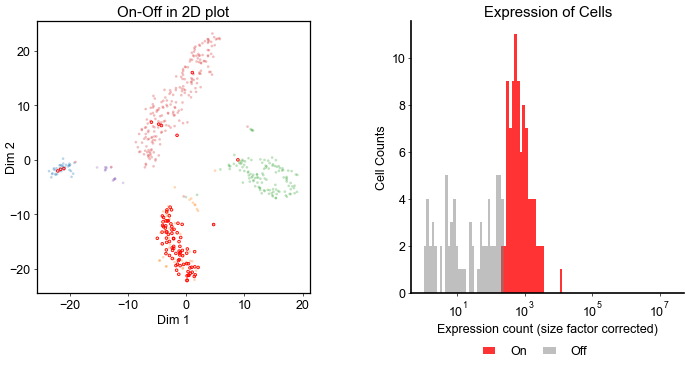 On-Off in 2D plot
Dim 2
20
10
0
−10
−20
−20 −10 0 10 20
Dim 1
Expression of Cells
Cell Counts
10
8
6
4
2
0
10^1 10^3 10^5 10^7
Expression count (size factor corrected)
On Off